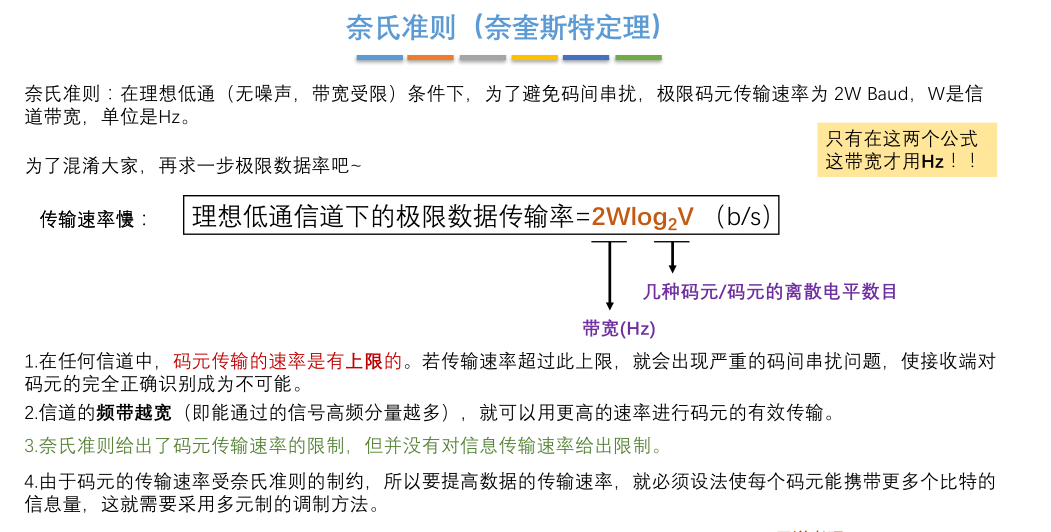 奈氏准则（奈奎斯特定理）
奈氏准则：在理想低通（无噪声，带宽受限）条件下，为了避免码间串扰，极限码元传输速率为 2W Baud，W是信
道带宽，单位是Hz。
只有在这两个公式
这带宽才用Hz！！
为了混淆大家，再求一步极限数据率吧~
传输速率慢：
理想低通信道下的极限数据传输率=2Wlog₂V （b/s）
几种码元/码元的离散电平数目
带宽(Hz)
1.在任何信道中，码元传输的速率是有上限的。若传输速率超过此上限，就会出现严重的码间串扰问题，使接收端对
码元的完全正确识别成为不可能。
2.信道的频带越宽（即能通过的信号高频分量越多），就可以用更高的速率进行码元的有效传输。
3.奈氏准则给出了码元传输速率的限制，但并没有对信息传输速率给出限制。
4.由于码元的传输速率受奈氏准则的制约，所以要提高数据的传输速率，就必须设法使每个码元能携带更多个比特的
信息量，这就需要采用多元制的调制方法。